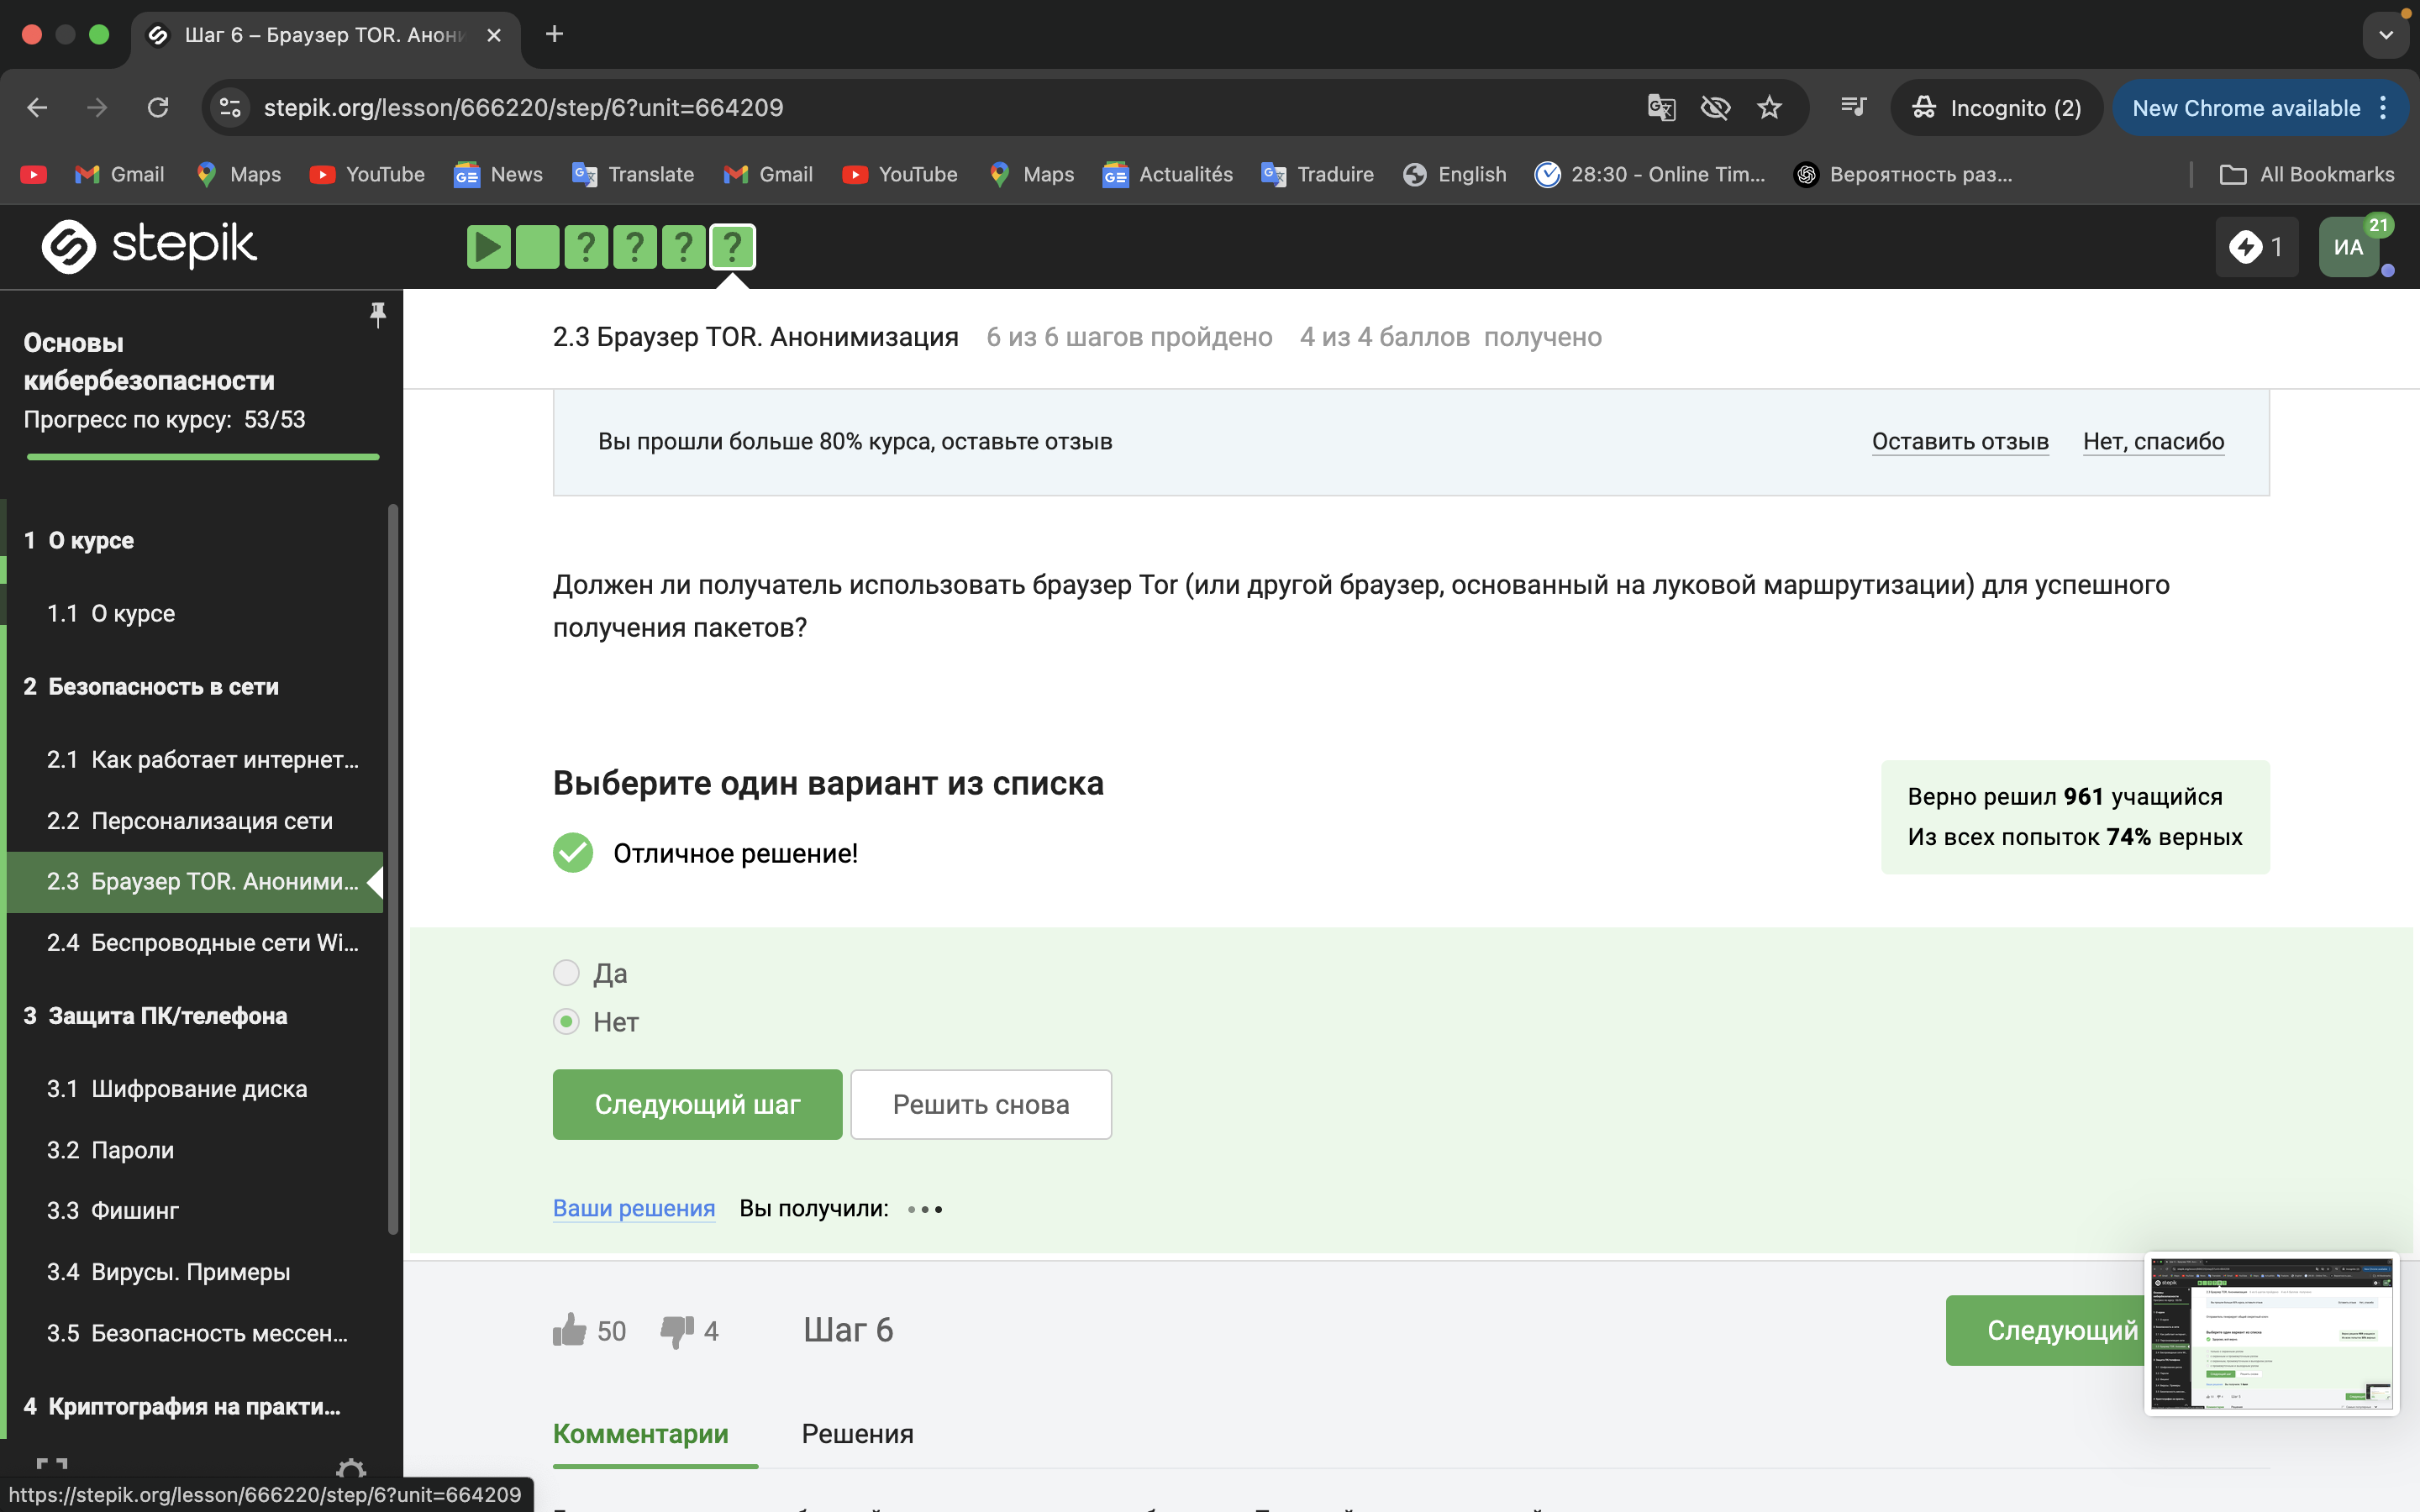 Шаг 6 – Браузер TOR. Анони
stepik.org/lesson/666220/step/6?unit=664209
Incognito (2)
New Chrome available
Gmail
Maps
YouTube
News
Translate
Gmail
YouTube
Maps
Actualités
Traduire
English
28:30 - Online Tim...
Вероятность раз...
All Bookmarks
stepik
? ? ? ?
1
ИА
21
Основы
кибербезопасности
Прогресс по курсу: 53/53
1 О курсе
1.1 О курсе
2 Безопасность в сети
2.1 Как работает интернет...
2.2 Персонализация сети
2.3 Браузер TOR. Аноними...
2.4 Беспроводные сети Wi...
3 Защита ПК/телефона
3.1 Шифрование диска
3.2 Пароли
3.3 Фишинг
3.4 Вирусы. Примеры
3.5 Безопасность мессен...
4 Криптография на практи...
https://stepik.org/lesson/666220/step/6?unit=664209
2.3 Браузер TOR. Анонимизация 6 из 6 шагов пройдено 4 из 4 баллов получено
Вы прошли больше 80% курса, оставьте отзыв
Оставить отзыв
Нет, спасибо
Должен ли получатель использовать браузер Tor (или другой браузер, основанный на луковой маршрутизации) для успешного
получения пакетов?
Выберите один вариант из списка
Отличное решение!
Верно решил 961 учащийся
Из всех попыток 74% верных
Да
Нет
Следующий шаг
Решить снова
Ваши решения Вы получили:
50
4
Шаг 6
Следующий
Комментарии
Решения